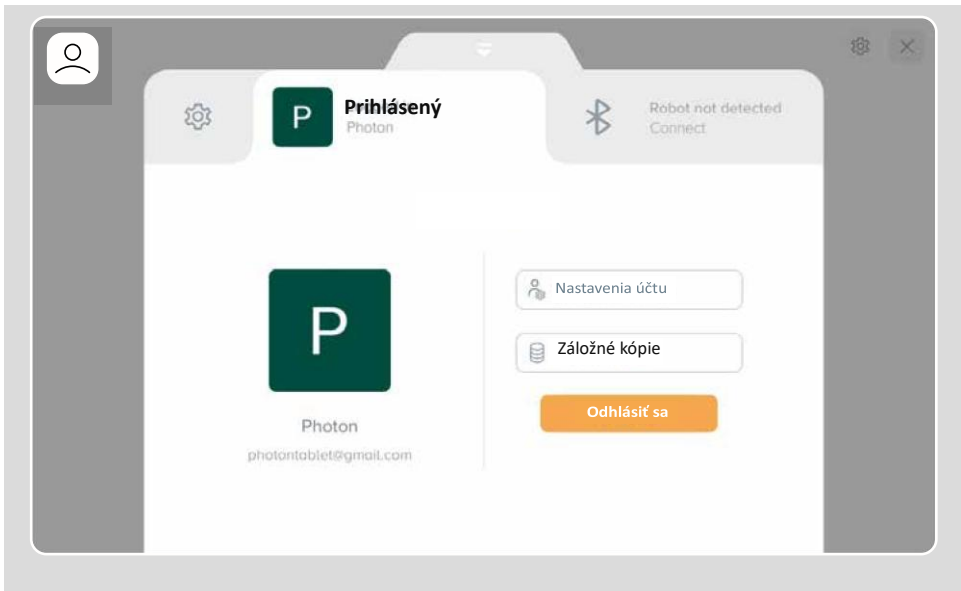 P
Prihlásený
Photon
Robot not detected
Connect
P
Photon
photontablet@gmail.com
Nastavenia účtu
Záložné kópie
Odhlásiť sa